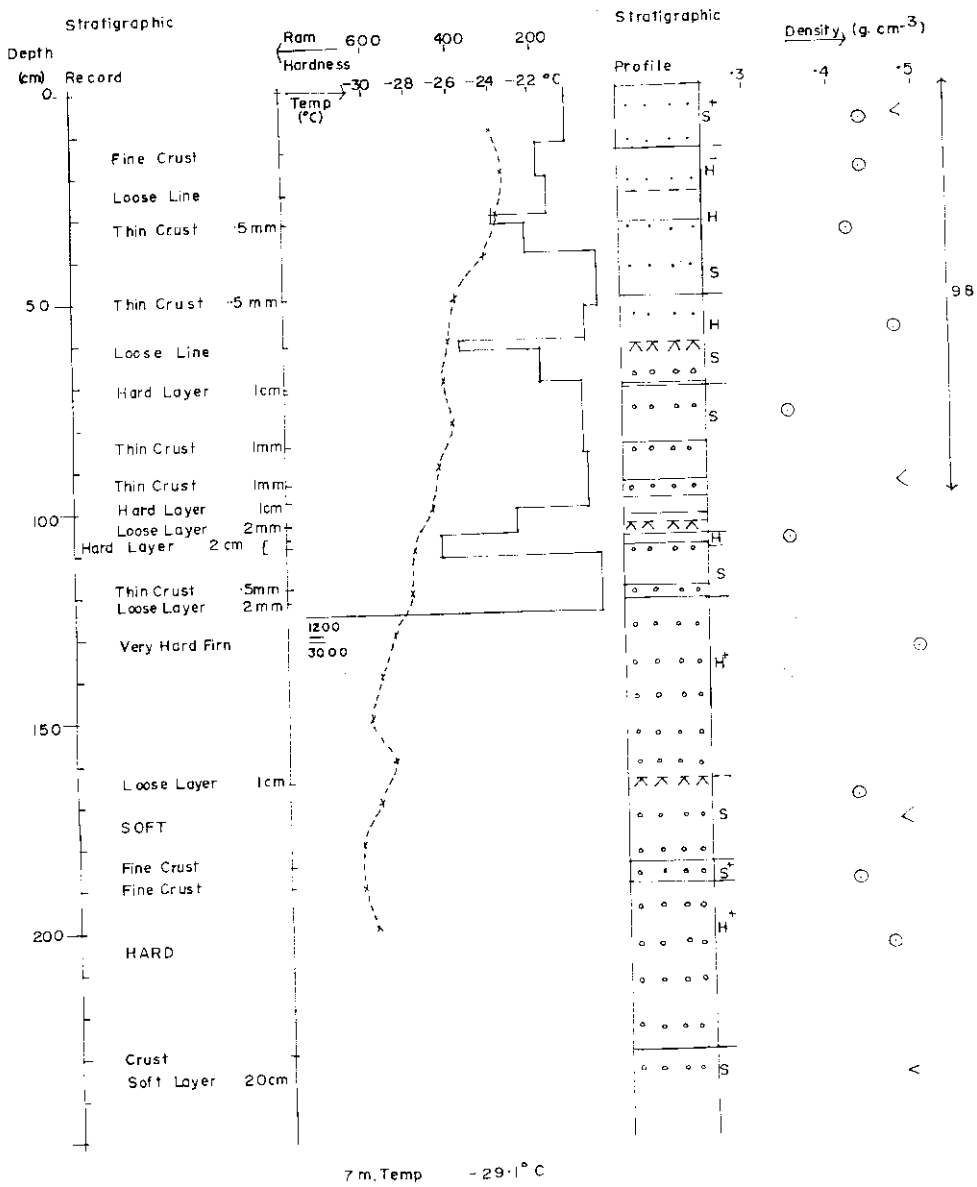 Stratigraphic
Stratigraphic
Ram 600 400 200
Density (g. cm-3)
Depth
Hardness
(cm) Record
-30 -28 -26 -24 -22 °C
Profile
.3 .4 .5
0
Temp
(°C)
S+
Fine Crust
H-
Loose Line
H
Thin Crust .5mm
S
50
Thin Crust .5mm
98
H
Loose Line
S
Hard Layer 1cm
S
Thin Crust 1mm
Thin Crust 1mm
Hard Layer 1cm
100
Loose Layer 2mm
H
Hard Layer 2 cm {
S
Thin Crust .5mm
Loose Layer 2mm
1200
3000
Very Hard Firn
H+
150
Loose Layer 1cm
S
SOFT
Fine Crust
S+
Fine Crust
H+
200
HARD
Crust
S
Soft Layer 20cm
7 m. Temp -29.1° C